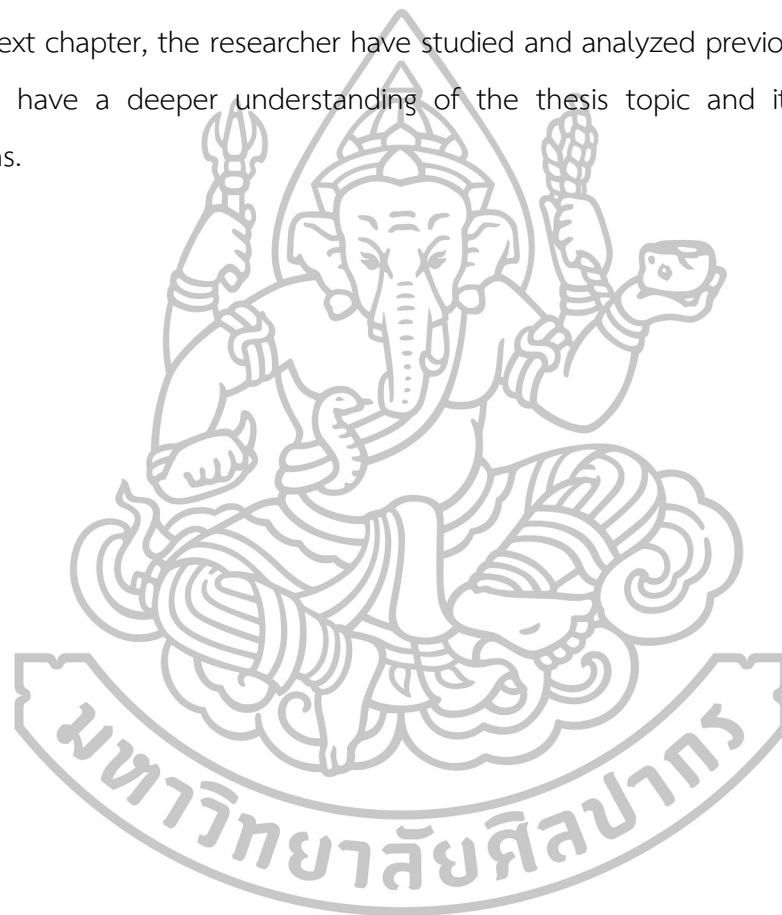 ext chapter, the researcher have studied and analyzed previo
have a deeper understanding of the thesis topic and it
ns.
มหาวิทยาลัยศิลปากร